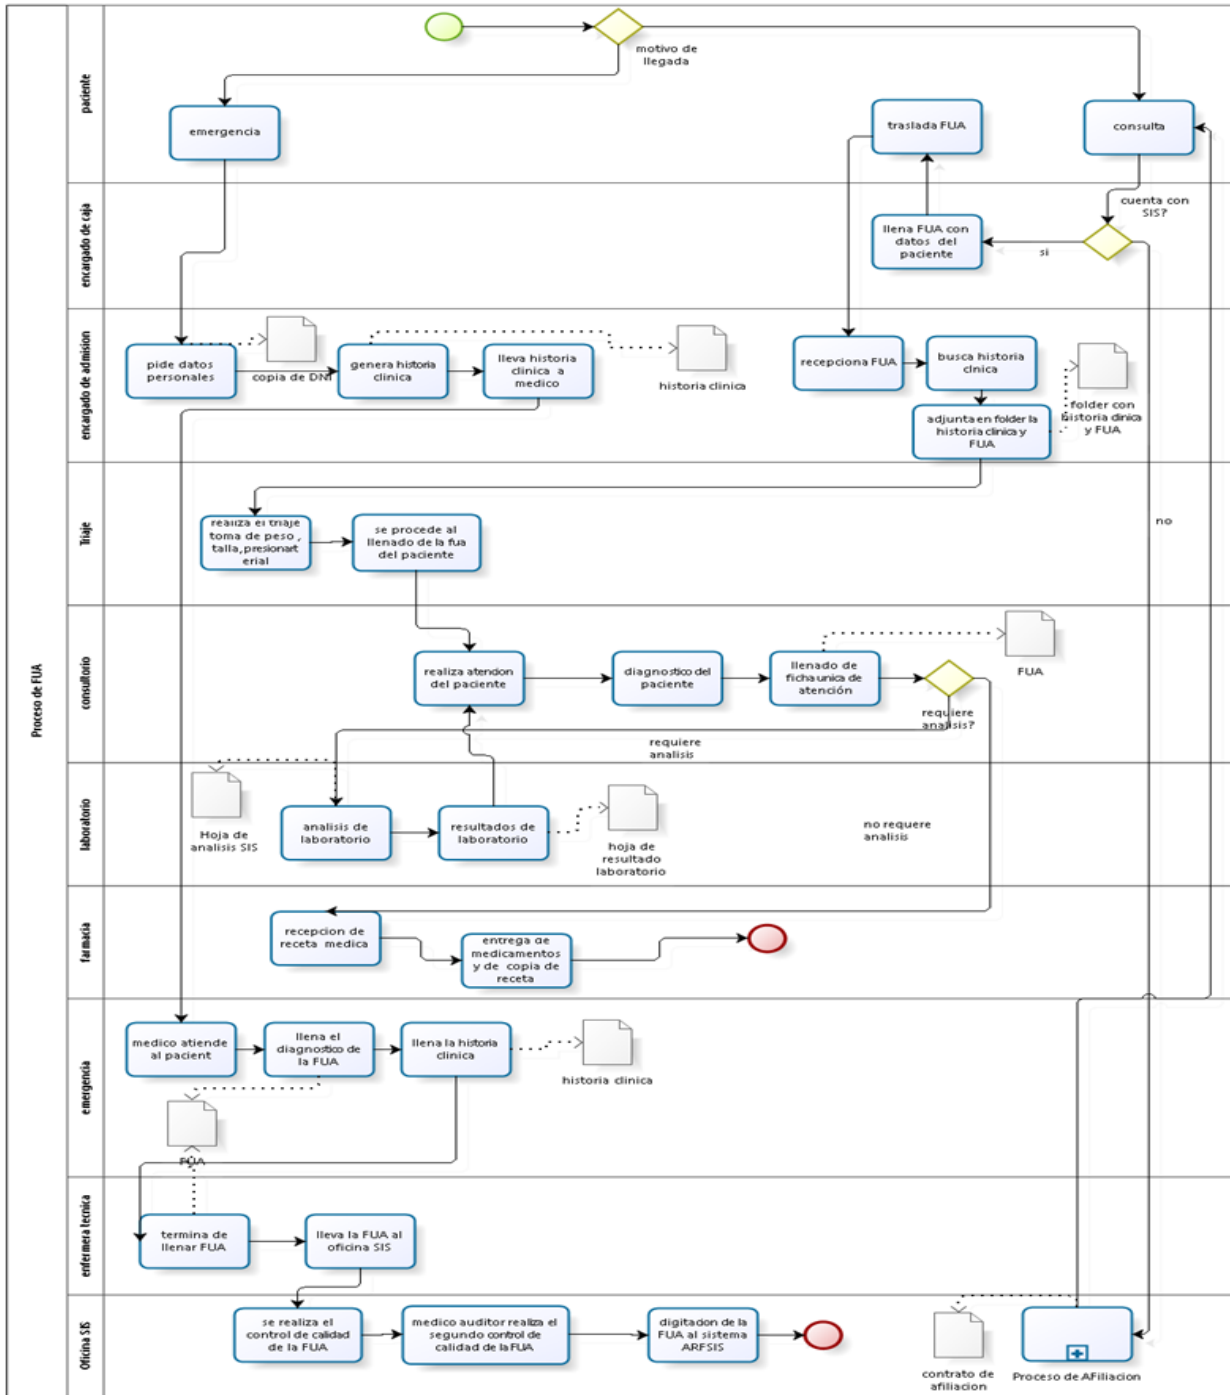 Proceso de FUA
paciente
motivo de
llegada
emergencia
traslada FUA
consulta
encargado de caja
cuenta con
SIS?
llena FUA con
datos del
paciente
si
encargado de admision
pide datos
personales
copia de DNI
genera historia
clinica
lleva historia
clinica a
medico
historia clinica
recepciona FUA
busca historia
clnica
adjunta en folder la
historia clinica y
FUA
folder con
historia clinica
y FUA
Triaje
realiza el triaje
toma de peso ,
talla,presionart
erial
se procede al
llenado de la fua
del paciente
no
consultorio
realiza atencion
del paciente
diagnostico del
paciente
llenado de
ficha unica de
atención
FUA
requiere
analisis?
requiere
analisis
laboratorio
Hoja de
analisis SIS
analisis de
laboratorio
resultados de
laboratorio
hoja de
resultado
laboratorio
no requere
analisis
farmacia
recepcion de
receta medica
entrega de
medicamentos
y de copia de
receta
emergencia
medico atiende
al pacient
llena el
diagnostico de
la FUA
llena la historia
clinica
historia clinica
FUA
enfermera tecnica
termina de
llenar FUA
lleva la FUA al
oficina SIS
Oficina SIS
se realiza el
control de calidad
de la FUA
medico auditor realiza el
segundo control de
calidad de la FUA
digitacion de la
FUA al sistema
ARFSIS
contrato de
afiliacion
Proceso de AFiliacion